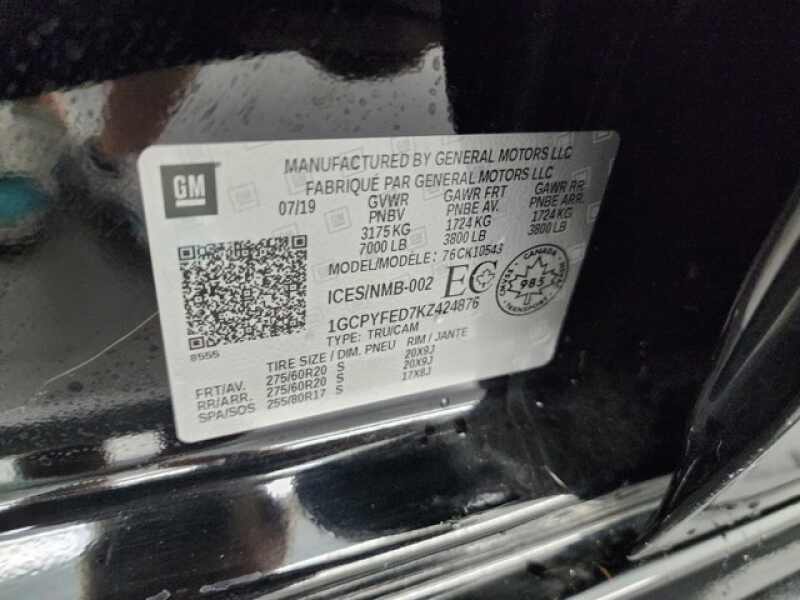 GM
MANUFACTURED BY GENERAL MOTORS LLC
FABRIQUÉ PAR GENERAL MOTORS LLC
07/19 GVWR GAWR FRT GAWR RR
PNBV PNBE AV. PNBE ARR.
3175 KG 1724 KG 1724 KG
7000 LB 3800 LB 3800 LB
MODEL/MODÈLE: 76CK10543
ICES/NMB-002 EC
CANADA
985
TRANSPORT
1GCPYFED7KZ424876
8555
TYPE: TRU/CAM
TIRE SIZE / DIM. PNEU RIM / JANTE
FRT/AV. 275/60R20 S 20X9J
RR/ARR. 275/60R20 S 20X9J
SPA/SOS 255/80R17 S 17X8J